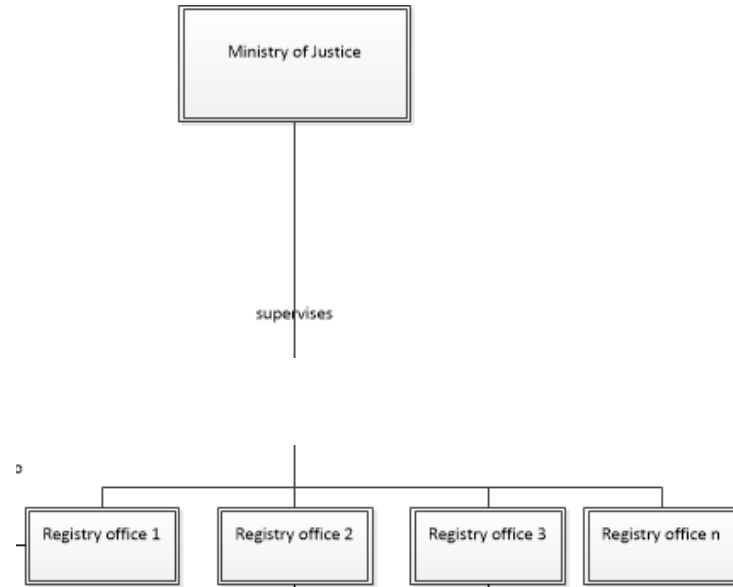 Ministry of Justice
supervises
Registry office 1
Registry office 2
Registry office 3
Registry office n